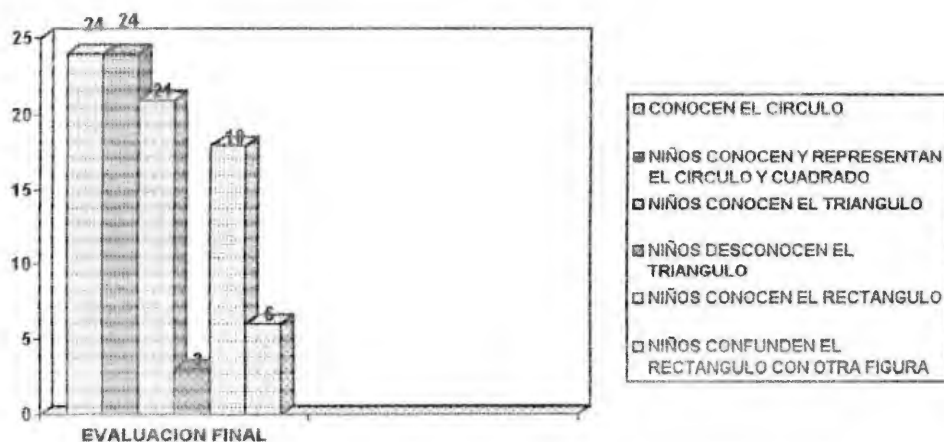 24 24
25
21
20
18
15
10
6
5
3
0
EVALUACION FINAL
CONOCEN EL CIRCULO
NIÑOS CONOCEN Y REPRESENTAN
EL CIRCULO Y CUADRADO
NIÑOS CONOCEN EL TRIANGULO
NIÑOS DESCONOCEN EL
TRIANGULO
NIÑOS CONOCEN EL RECTANGULO
NIÑOS CONFUNDEN EL
RECTANGULO CON OTRA FIGURA